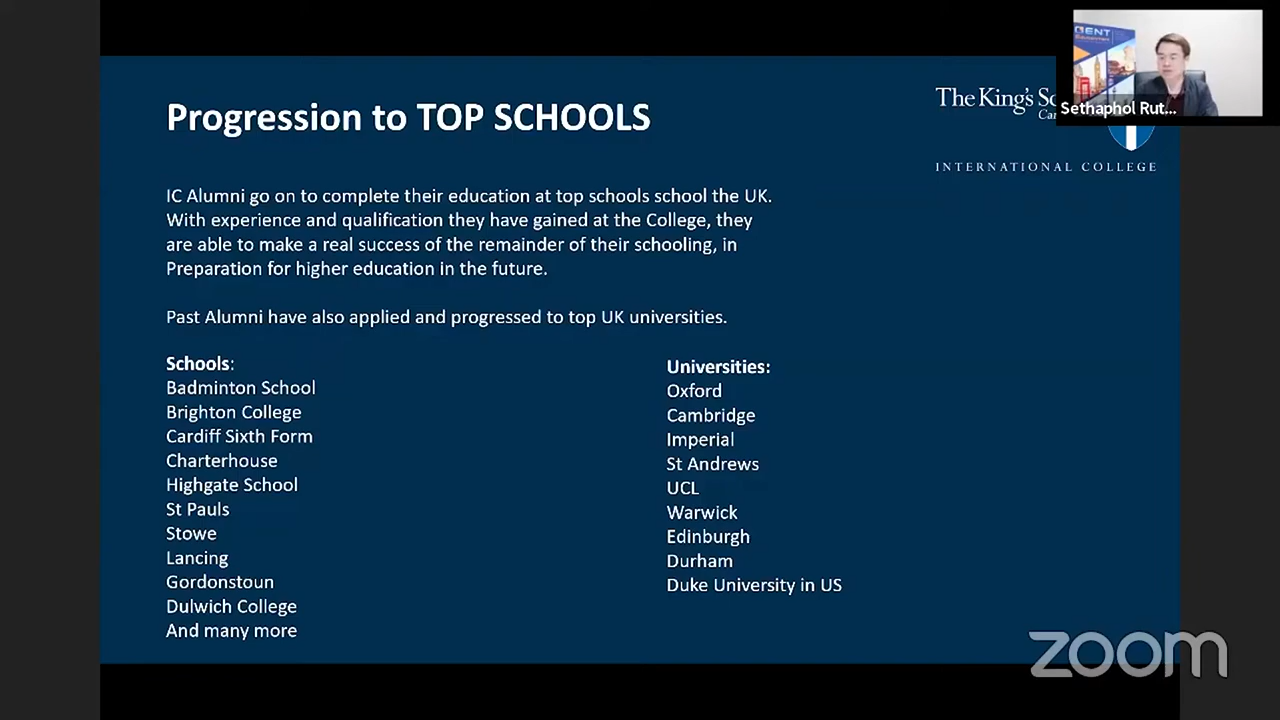 Progression to TOP SCHOOLS
The King's Sc
Ca
INTERNATIONAL COLLEGE
Sethaphol Rut...
IC Alumni go on to complete their education at top schools school the UK.
With experience and qualification they have gained at the College, they
are able to make a real success of the remainder of their schooling, in
Preparation for higher education in the future.
Past Alumni have also applied and progressed to top UK universities.
Schools:
Badminton School
Brighton College
Cardiff Sixth Form
Charterhouse
Highgate School
St Pauls
Stowe
Lancing
Gordonstoun
Dulwich College
And many more
Universities:
Oxford
Cambridge
Imperial
St Andrews
UCL
Warwick
Edinburgh
Durham
Duke University in US
zoom